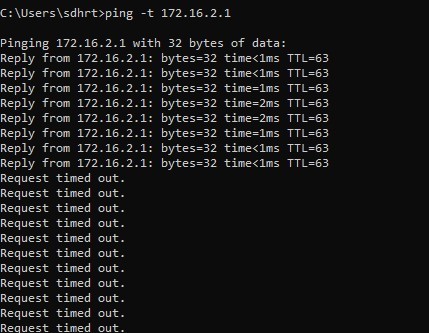 C:\Users\sdhrt>ping -t 172.16.2.1
Pinging 172.16.2.1 with 32 bytes of data:
Reply from 172.16.2.1: bytes=32 time<1ms TTL=63
Reply from 172.16.2.1: bytes=32 time<1ms TTL=63
Reply from 172.16.2.1: bytes=32 time=1ms TTL=63
Reply from 172.16.2.1: bytes=32 time=2ms TTL=63
Reply from 172.16.2.1: bytes=32 time=2ms TTL=63
Reply from 172.16.2.1: bytes=32 time=1ms TTL=63
Reply from 172.16.2.1: bytes=32 time<1ms TTL=63
Reply from 172.16.2.1: bytes=32 time<1ms TTL=63
Request timed out.
Request timed out.
Request timed out.
Request timed out.
Request timed out.
Request timed out.
Request timed out.
Request timed out.
Request timed out.
Request timed out.
Request timed out.